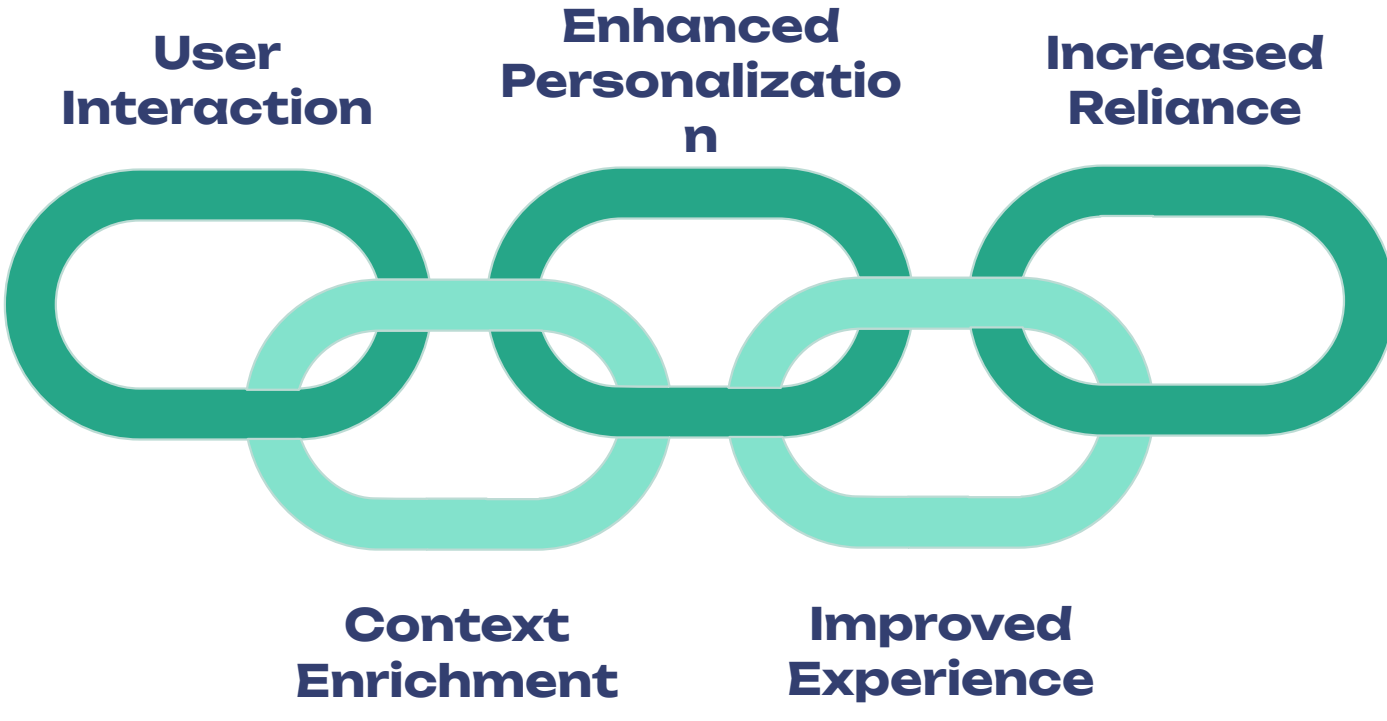 User
Interaction
Enhanced
Personalizatio
n
Increased
Reliance
Context
Enrichment
Improved
Experience